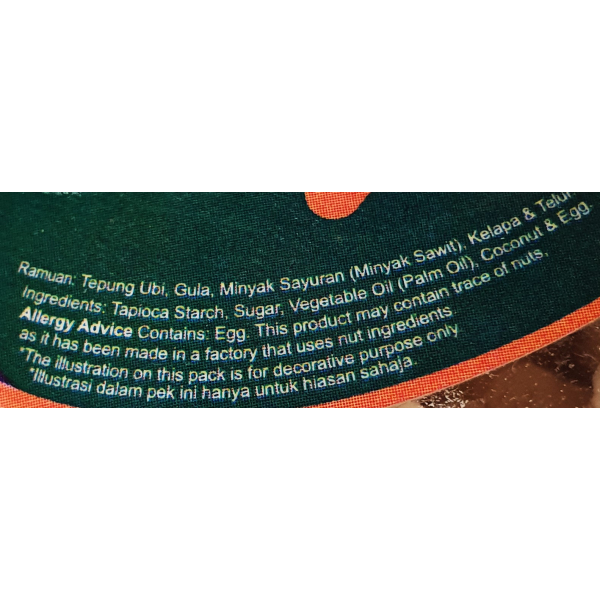 Ramuan: Tepung Ubi, Gula, Minyak Sayuran (Minyak Sawit), Kelapa & Telur.
Ingredients: Tapioca Starch, Sugar, Vegetable Oil (Palm Oil), Coconut & Egg.
Allergy Advice Contains: Egg. This product may contain trace of nuts,
as it has been made in a factory that uses nut ingredients
*The illustration on this pack is for decorative purpose only
*Illustrasi dalam pek ini hanya untuk hiasan sahaja.